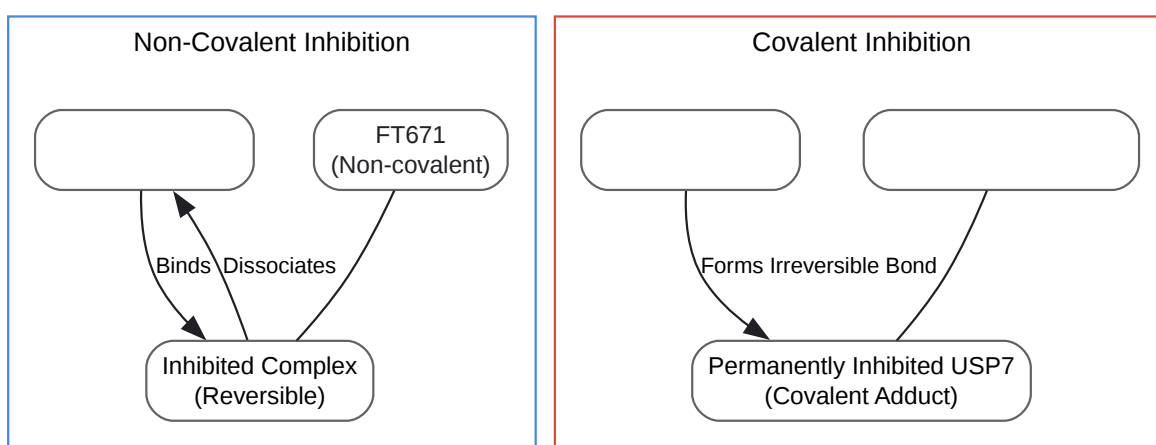 Non-Covalent Inhibition
FT671
(Non-covalent)
Binds
Dissociates
Inhibited Complex
(Reversible)
Covalent Inhibition
Forms Irreversible Bond
Permanently Inhibited USP7
(Covalent Adduct)